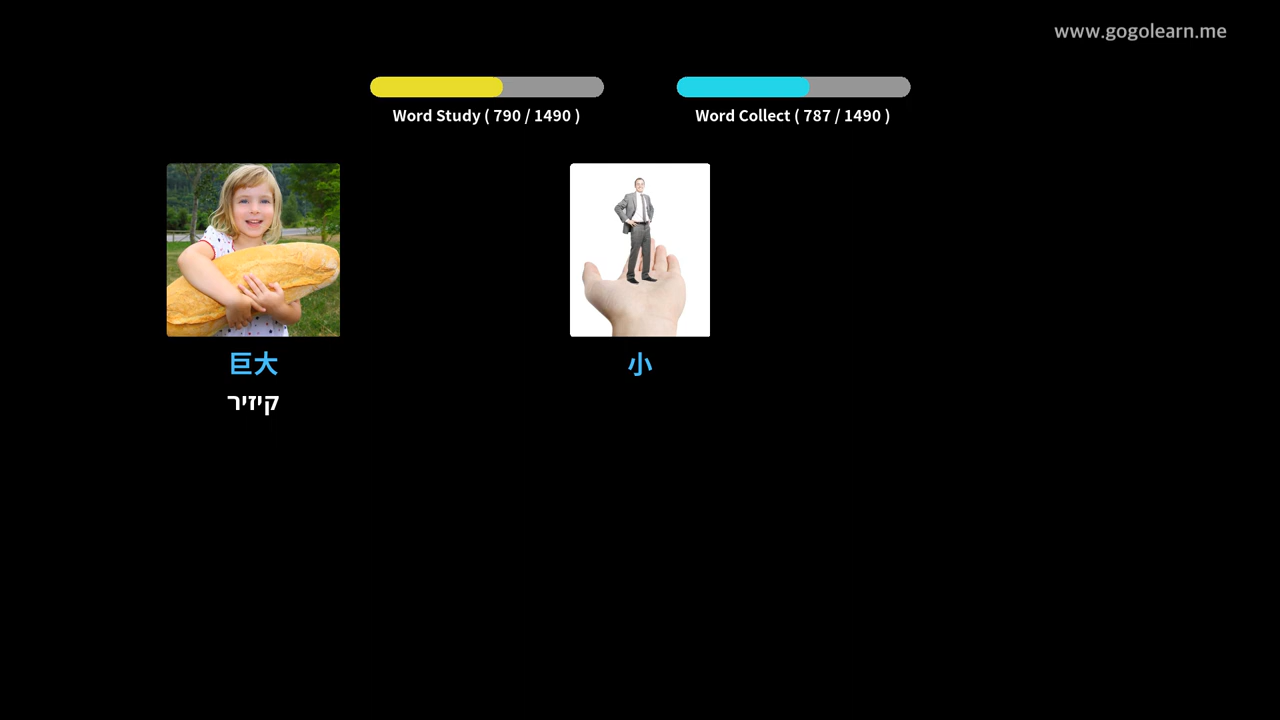 www.gogolearn.me
Word Study ( 790 / 1490 )
Word Collect ( 787 / 1490 )
巨大
小
קיזיר